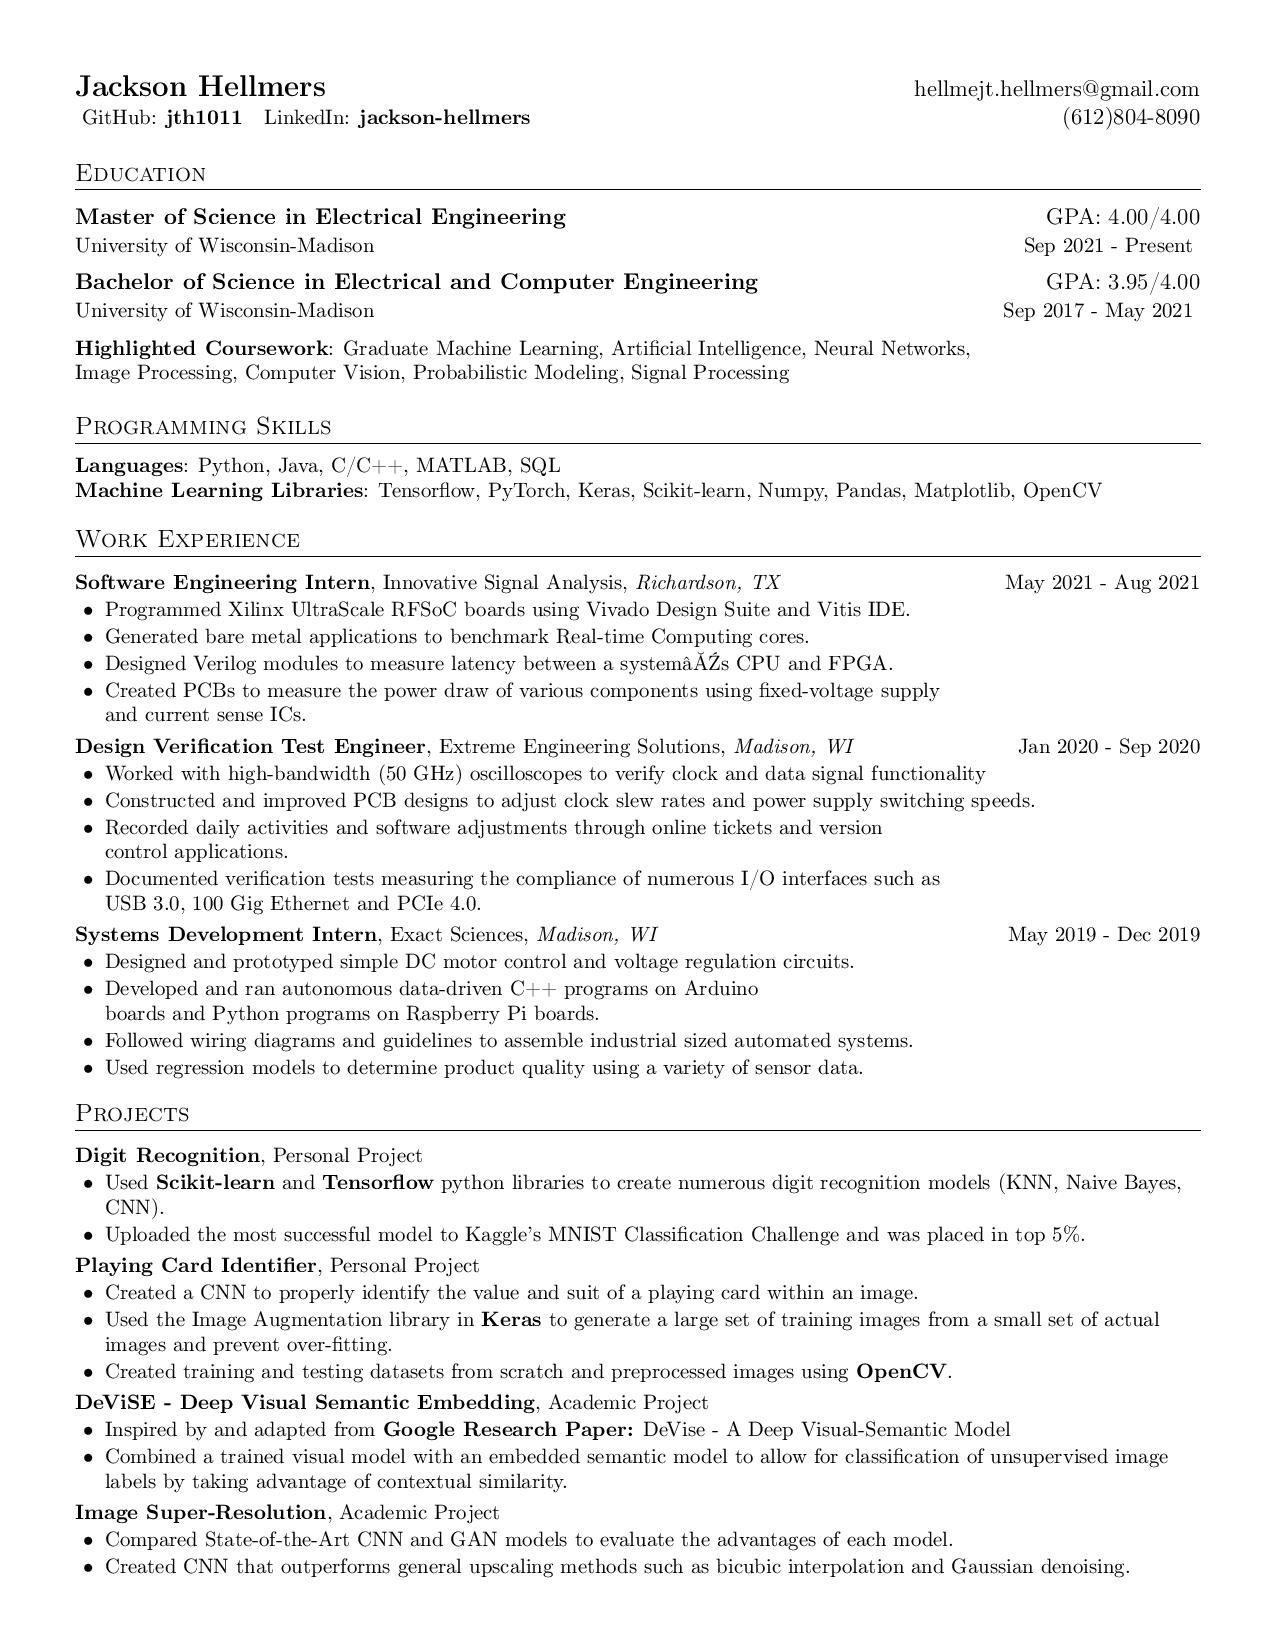 Jackson Hellmers hellmejt.hellmers@gmail.com
GitHub: jth1011 LinkedIn: jackson-hellmers (612)804-8090
Education
Master of Science in Electrical Engineering GPA: 4.00/4.00
University of Wisconsin-Madison Sep 2021 - Present
Bachelor of Science in Electrical and Computer Engineering GPA: 3.95/4.00
University of Wisconsin-Madison Sep 2017 - May 2021
Highlighted Coursework: Graduate Machine Learning, Artificial Intelligence, Neural Networks,
Image Processing, Computer Vision, Probabilistic Modeling, Signal Processing
Programming Skills
Languages: Python, Java, C/C++, MATLAB, SQL
Machine Learning Libraries: Tensorflow, PyTorch, Keras, Scikit-learn, Numpy, Pandas, Matplotlib, OpenCV
Work Experience
Software Engineering Intern, Innovative Signal Analysis, Richardson, TX May 2021 - Aug 2021
• Programmed Xilinx UltraScale RFSoC boards using Vivado Design Suite and Vitis IDE.
• Generated bare metal applications to benchmark Real-time Computing cores.
• Designed Verilog modules to measure latency between a systemâĂŹs CPU and FPGA.
• Created PCBs to measure the power draw of various components using fixed-voltage supply
and current sense ICs.
Design Verification Test Engineer, Extreme Engineering Solutions, Madison, WI Jan 2020 - Sep 2020
• Worked with high-bandwidth (50 GHz) oscilloscopes to verify clock and data signal functionality
• Constructed and improved PCB designs to adjust clock slew rates and power supply switching speeds.
• Recorded daily activities and software adjustments through online tickets and version
control applications.
• Documented verification tests measuring the compliance of numerous I/O interfaces such as
USB 3.0, 100 Gig Ethernet and PCIe 4.0.
Systems Development Intern, Exact Sciences, Madison, WI May 2019 - Dec 2019
• Designed and prototyped simple DC motor control and voltage regulation circuits.
• Developed and ran autonomous data-driven C++ programs on Arduino
boards and Python programs on Raspberry Pi boards.
• Followed wiring diagrams and guidelines to assemble industrial sized automated systems.
• Used regression models to determine product quality using a variety of sensor data.
Projects
Digit Recognition, Personal Project
• Used Scikit-learn and Tensorflow python libraries to create numerous digit recognition models (KNN, Naive Bayes,
CNN).
• Uploaded the most successful model to Kaggle's MNIST Classification Challenge and was placed in top 5%.
Playing Card Identifier, Personal Project
• Created a CNN to properly identify the value and suit of a playing card within an image.
• Used the Image Augmentation library in Keras to generate a large set of training images from a small set of actual
images and prevent over-fitting.
• Created training and testing datasets from scratch and preprocessed images using OpenCV.
DeViSE - Deep Visual Semantic Embedding, Academic Project
• Inspired by and adapted from Google Research Paper: DeVise - A Deep Visual-Semantic Model
• Combined a trained visual model with an embedded semantic model to allow for classification of unsupervised image
labels by taking advantage of contextual similarity.
Image Super-Resolution, Academic Project
• Compared State-of-the-Art CNN and GAN models to evaluate the advantages of each model.
• Created CNN that outperforms general upscaling methods such as bicubic interpolation and Gaussian denoising.